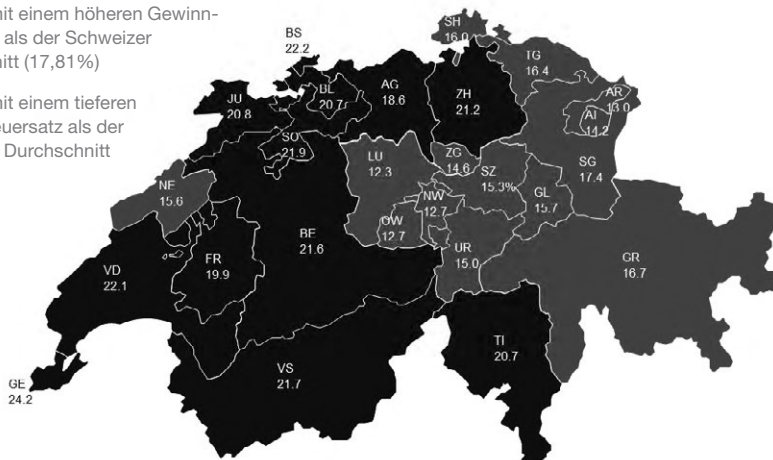 mit einem höheren Gewinn-
als der Schweizer
nitt (17,81%)
mit einem tieferen
euersatz als der
Durchschnitt
BS
22.2
SH
16.0
TG
16.4
JU
20.8
BL
20.7
AG
18.6
ZH
21.2
AR
13.0
AI
14.2
SO
21.9
LU
12.3
ZG
14.6
SZ
15.3%
SG
17.4
NE
15.6
NW
12.7
GL
15.7
OW
12.7
BE
21.6
FR
19.9
UR
15.0
GR
16.7
VD
22.1
TI
20.7
VS
21.7
GE
24.2